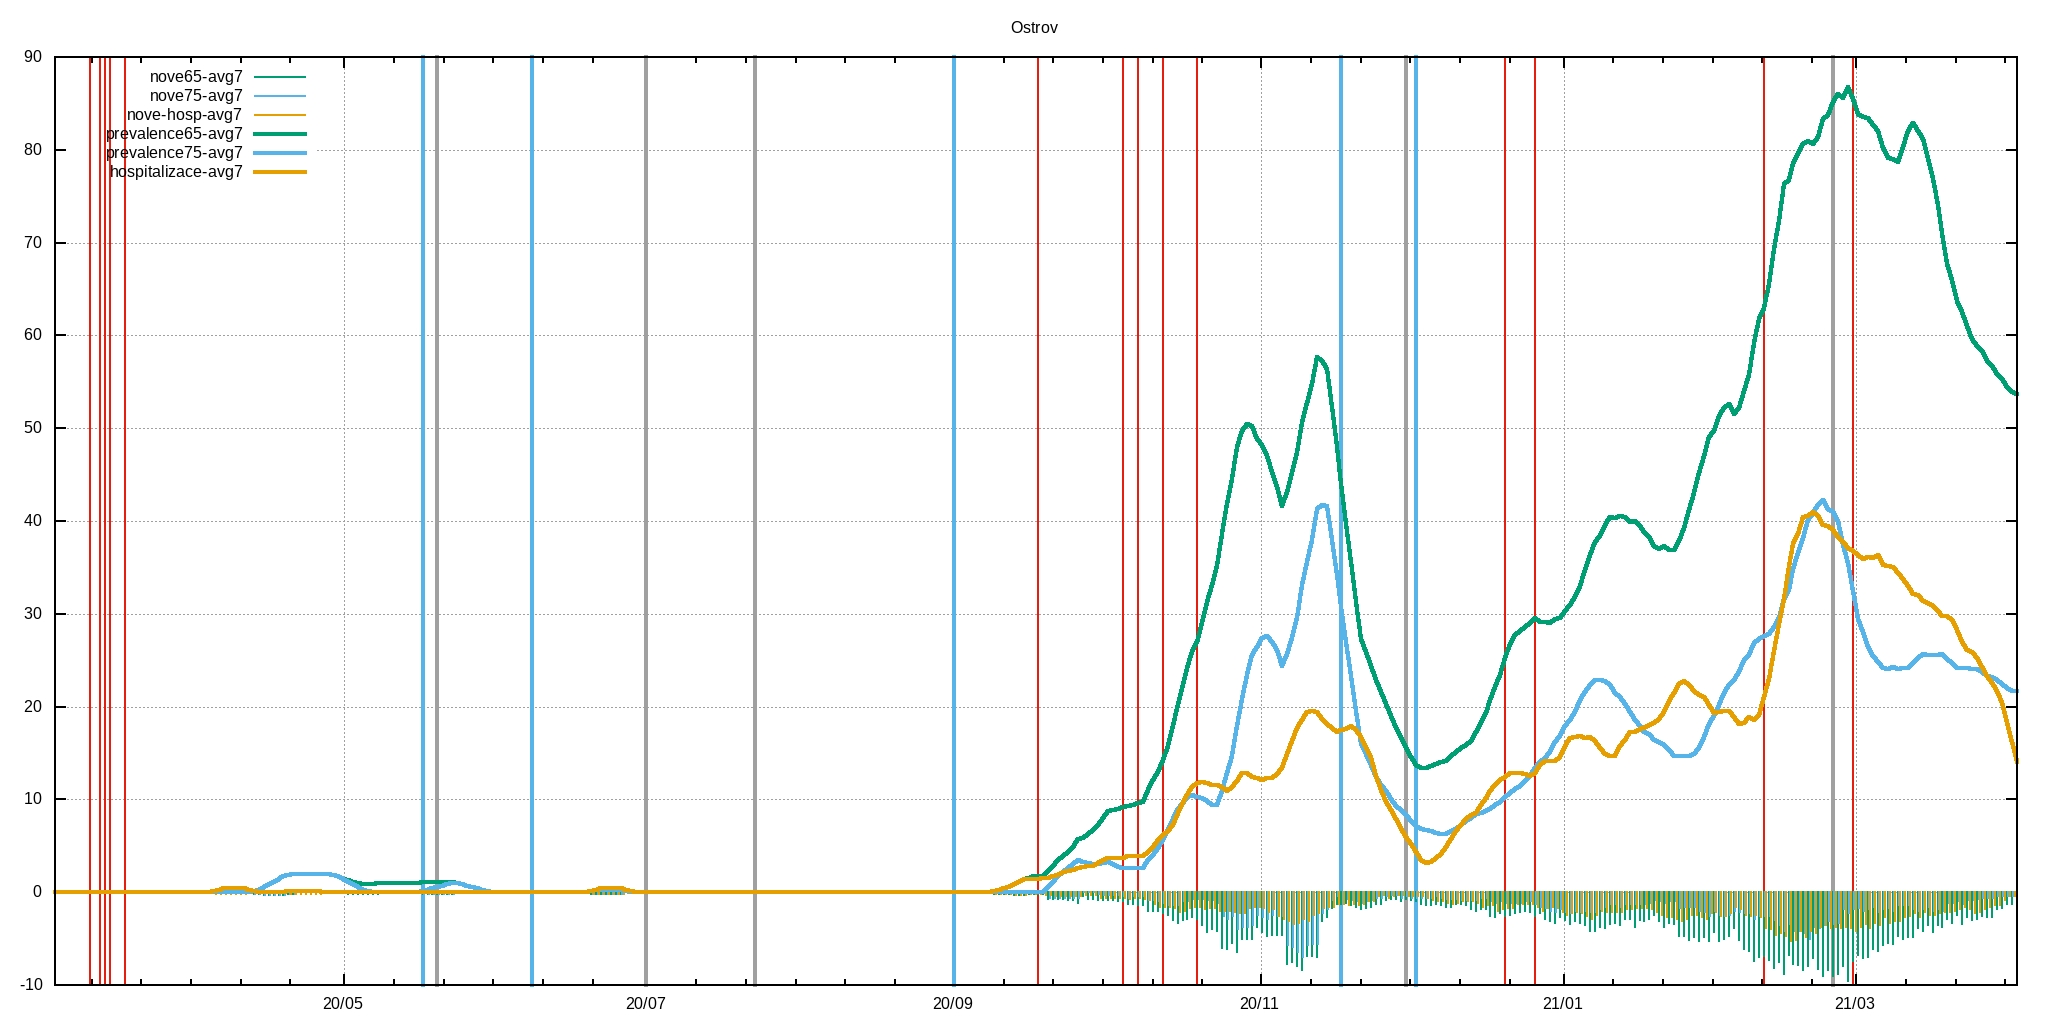 Ostrov
90
80
70
60
50
40
30
20
10
0
-10
nove65-avg7
nove75-avg7
nove-hosp-avg7
prevalence65-avg7
prevalence75-avg7
hospitalizace-avg7
20/05 20/07 20/09 20/11 21/01 21/03